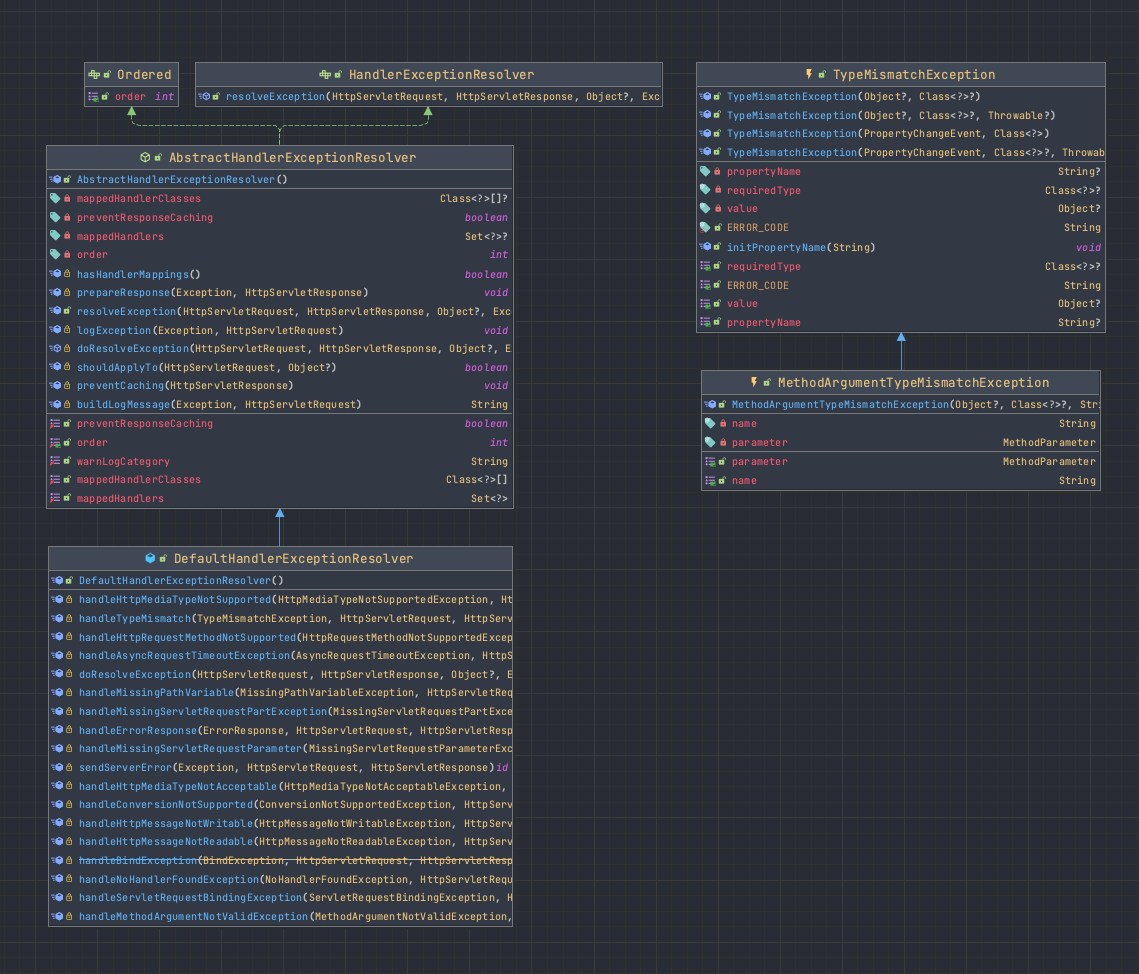 Ordered
order int
HandlerExceptionResolver
resolveException(HttpServletRequest, HttpServletResponse, Object?, Exc
AbstractHandlerExceptionResolver
AbstractHandlerExceptionResolver()
mappedHandlerClasses Class<?>[]?
preventResponseCaching boolean
mappedHandlers Set<?>?
order int
hasHandlerMappings() boolean
prepareResponse(Exception, HttpServletResponse) void
resolveException(HttpServletRequest, HttpServletResponse, Object?, Exc
logException(Exception, HttpServletRequest) void
doResolveException(HttpServletRequest, HttpServletResponse, Object?, E
shouldApplyTo(HttpServletRequest, Object?) boolean
preventCaching(HttpServletResponse) void
buildLogMessage(Exception, HttpServletRequest) String
preventResponseCaching boolean
order int
warnLogCategory String
mappedHandlerClasses Class<?>[]
mappedHandlers Set<?>
DefaultHandlerExceptionResolver
DefaultHandlerExceptionResolver()
handleHttpMediaTypeNotSupported(HttpMediaTypeNotSupportedException, Ht
handleTypeMismatch(TypeMismatchException, HttpServletRequest, HttpServ
handleHttpRequestMethodNotSupported(HttpRequestMethodNotSupportedExcep
handleAsyncRequestTimeoutException(AsyncRequestTimeoutException, HttpS
doResolveException(HttpServletRequest, HttpServletResponse, Object?, E
handleMissingPathVariable(MissingPathVariableException, HttpServletReq
handleMissingServletRequestPartException(MissingServletRequestPartExce
handleErrorResponse(ErrorResponse, HttpServletRequest, HttpServletResp
handleMissingServletRequestParameter(MissingServletRequestParameterExc
sendServerError(Exception, HttpServletRequest, HttpServletResponse)id
handleHttpMediaTypeNotAcceptable(HttpMediaTypeNotAcceptableException,
handleConversionNotSupported(ConversionNotSupportedException, HttpServ
handleHttpMessageNotWritable(HttpMessageNotWritableException, HttpServ
handleHttpMessageNotReadable(HttpMessageNotReadableException, HttpServ
handleBindException(BindException, HttpServletRequest, HttpServletResp
handleNoHandlerFoundException(NoHandlerFoundException, HttpServletRequ
handleServletRequestBindingException(ServletRequestBindingException, H
handleMethodArgumentNotValidException(MethodArgumentNotValidException,
TypeMismatchException
TypeMismatchException(Object?, Class<?>?)
TypeMismatchException(Object?, Class<?>?, Throwable?)
TypeMismatchException(PropertyChangeEvent, Class<?>)
TypeMismatchException(PropertyChangeEvent, Class<?>?, Throwab
propertyName String?
requiredType Class<?>?
value Object?
ERROR_CODE String
initPropertyName(String) void
requiredType Class<?>?
ERROR_CODE String
value Object?
propertyName String?
MethodArgumentTypeMismatchException
MethodArgumentTypeMismatchException(Object?, Class<?>?, Stri
name String
parameter MethodParameter
parameter MethodParameter
name String